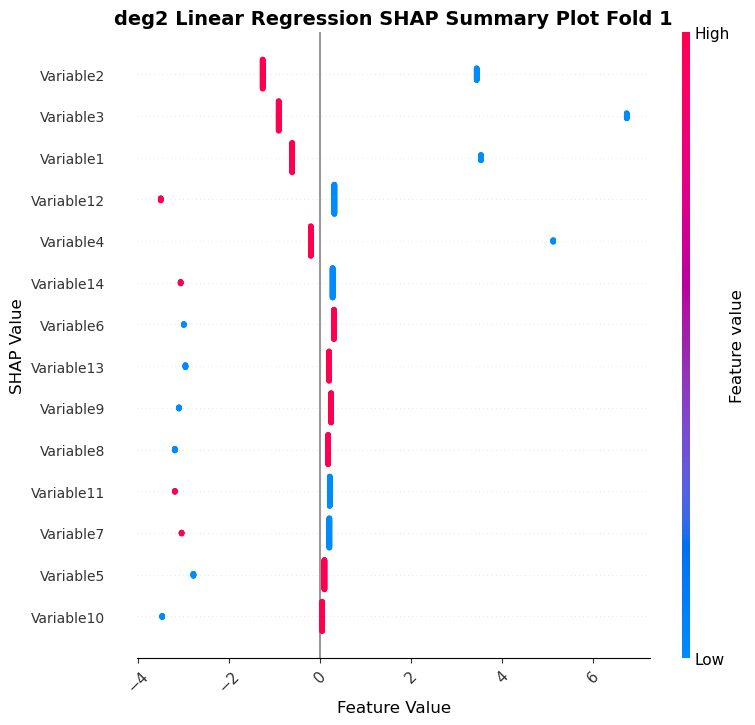 deg2 Linear Regression SHAP Summary Plot Fold 1
High
Variable2
Variable3
Variable1
Variable12
Variable4
Variable14
Variable6
Variable13
Variable9
Variable8
Variable11
Variable7
Variable5
Variable10
SHAP Value
Feature value
Low
−4
−2
0
2
4
6
Feature Value